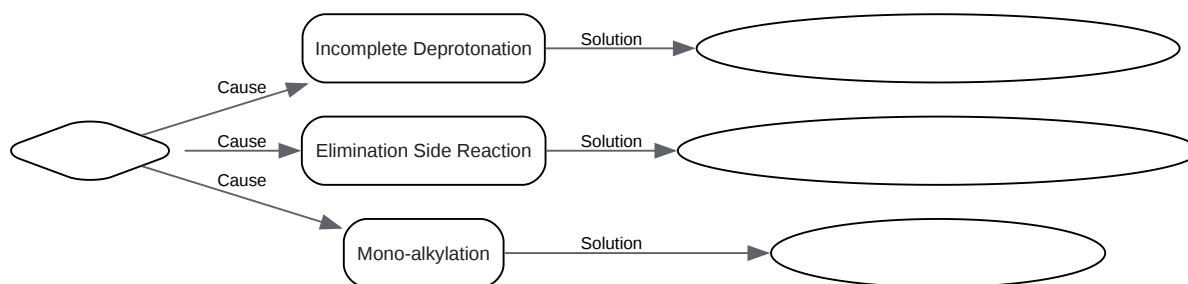 Cause
Incomplete Deprotonation
Solution
Cause
Elimination Side Reaction
Solution
Cause
Mono-alkylation
Solution